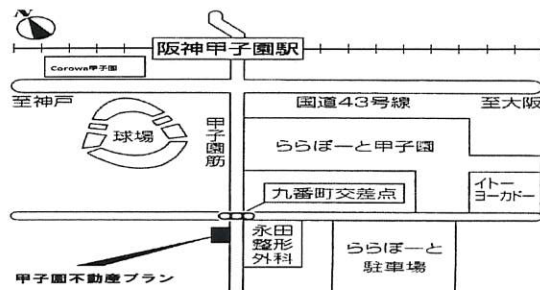 阪神甲子園駅
Corowa甲子園
至神戸
国道43号線
至大阪
球場
甲子園筋
ららぽーと甲子園
九番町交差点
イトー
ヨーカドー
永田
整形
外科
ららぽーと
駐車場
甲子園不動産プラン